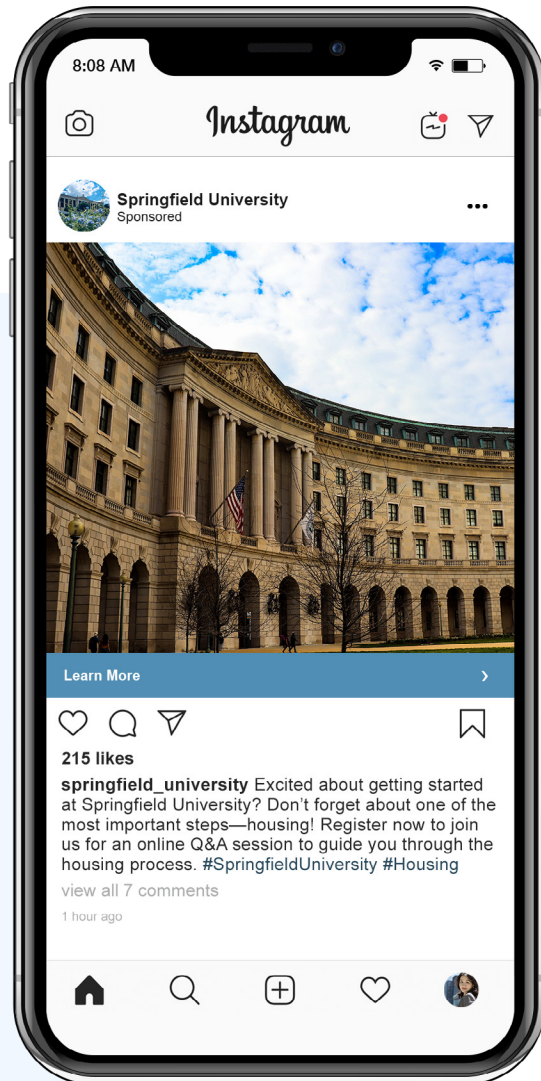 8:08 AM
Instagram
Springfield University
Sponsored
Learn More
215 likes
springfield_university Excited about getting started
at Springfield University? Don’t forget about one of the
most important steps—housing! Register now to join
us for an online Q&A session to guide you through the
housing process. #SpringfieldUniversity #Housing
view all 7 comments
1 hour ago